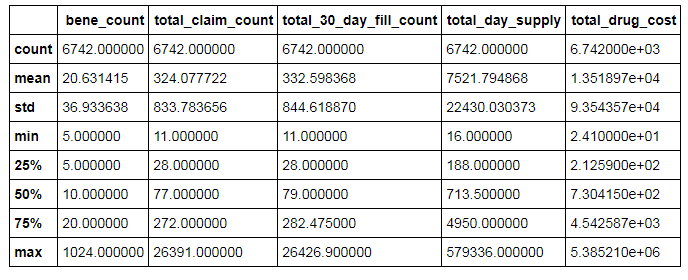 bene_count total_claim_count total_30_day_fill_count total_day_supply total_drug_cost
count 6742.000000 6742.000000 6742.000000 6742.000000 6.742000e+03
mean 20.631415 324.077722 332.598368 7521.794868 1.351897e+04
std 36.933638 833.783656 844.618870 22430.030373 9.354357e+04
min 5.000000 11.000000 11.000000 16.000000 2.410000e+01
25% 5.000000 28.000000 28.000000 188.000000 2.125900e+02
50% 10.000000 77.000000 79.000000 713.500000 7.304150e+02
75% 20.000000 272.000000 282.475000 4950.000000 4.542587e+03
max 1024.000000 26391.000000 26426.900000 579336.000000 5.385210e+06